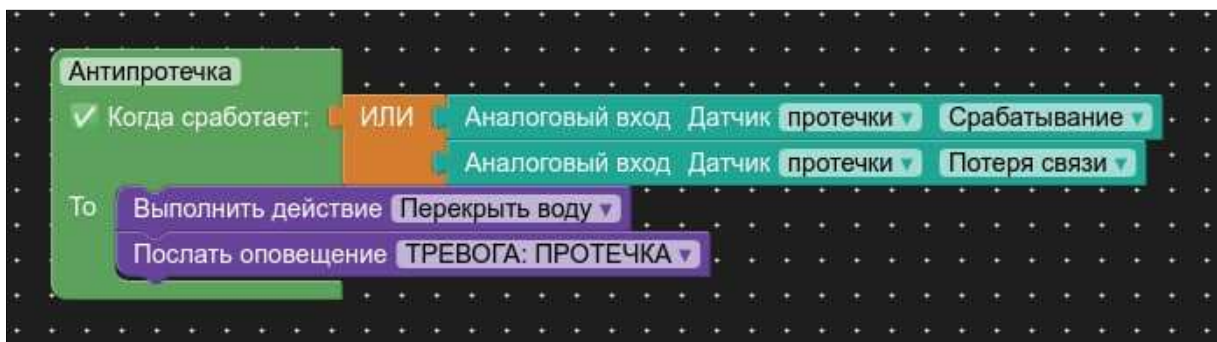 Антипротечка
Когда сработает: ИЛИ Аналоговый вход Датчик протечки Срабатывание
Аналоговый вход Датчик протечки Потеря связи
То Выполнить действие Перекрыть воду
Послать оповещение ТРЕВОГА: ПРОТЕЧКА